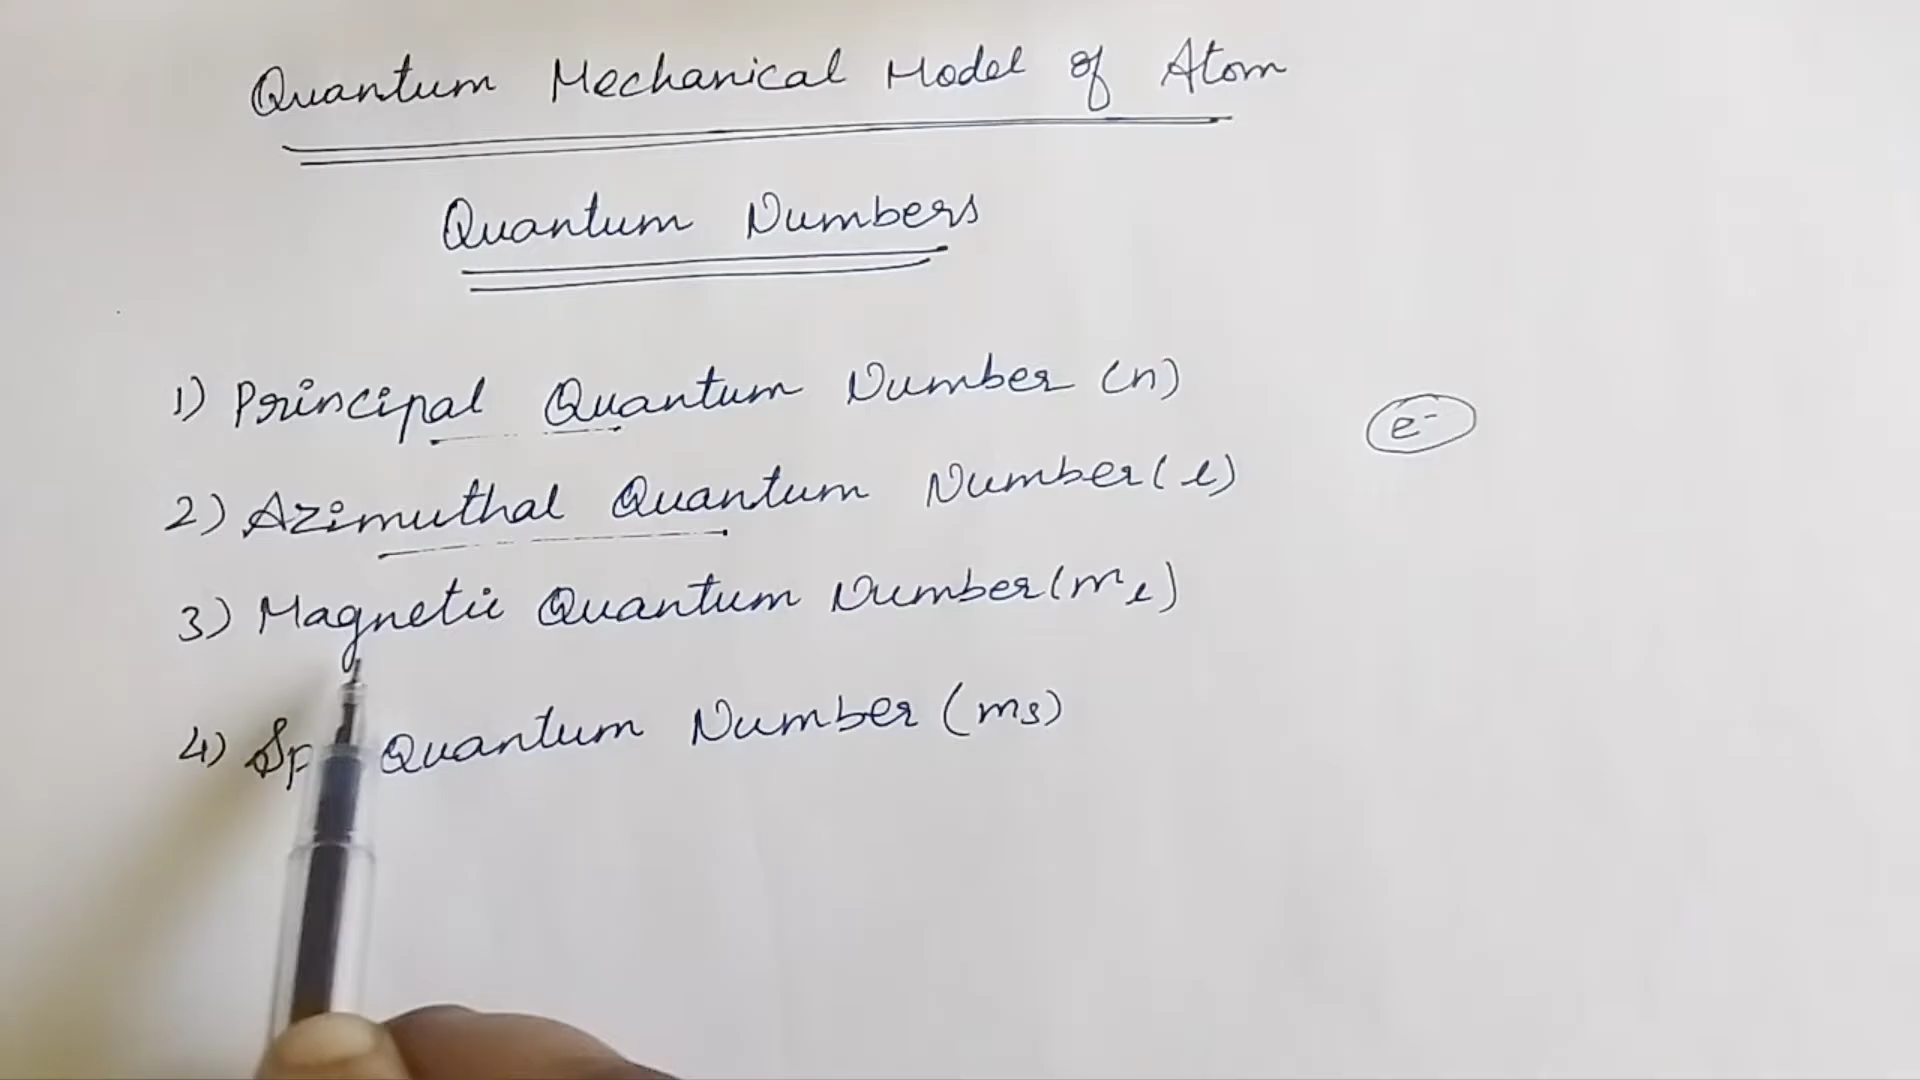 Quantum Mechanical Model of Atom
Quantum Numbers
1) Principal Quantum Number (n)
e-
2) Azimuthal Quantum Number (l)
3) Magnetic Quantum Number (ml)
4) Quantum Number (ms)